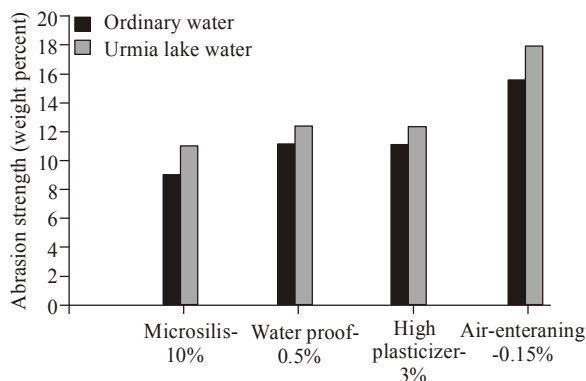 Ordinary water
Urmia lake water
Abrasion strength (weight percent)
20
18
16
14
12
10
8
6
4
2
0
Microsilis-
10%
Water proof-
0.5%
High
plasticizer-
3%
Air-enteraning
-0.15%